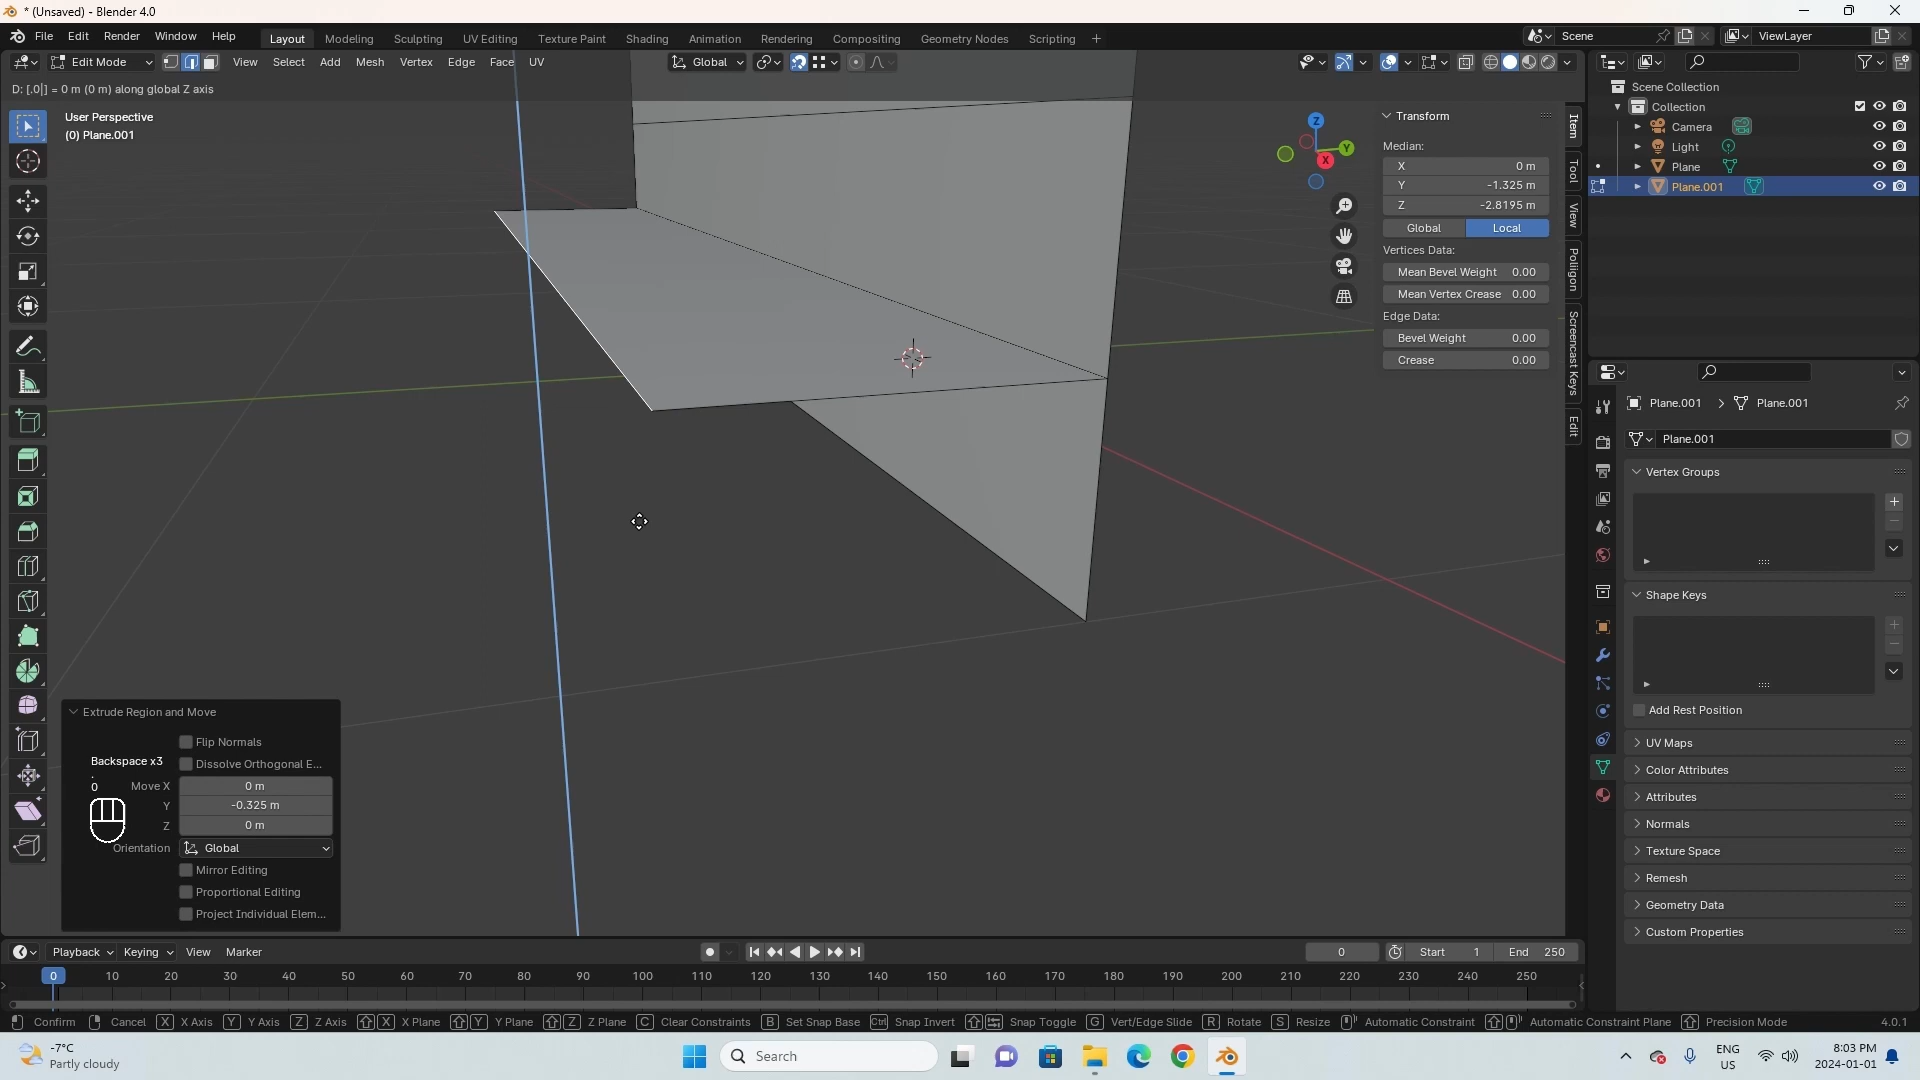 * (Unsaved) - Blender 4.0
File Edit Render Window Help
Layout Modeling Sculpting UV Editing Texture Paint Shading Animation Rendering Compositing Geometry Nodes Scripting +
Scene
ViewLayer
Edit Mode View Select Add Mesh Vertex Edge Face UV
Global
D: [.0|] = 0 m (0 m) along global Z axis
User Perspective
(0) Plane.001
Z
Y
X
Transform
Median:
X 0 m
Y -1.325 m
Z -2.8195 m
Global Local
Vertices Data:
Mean Bevel Weight 0.00
Mean Vertex Crease 0.00
Edge Data:
Bevel Weight 0.00
Crease 0.00
Item
Tool
View
Poliigon
Screencast Keys
Edit
Scene Collection
Collection
Camera
Light
Plane
Plane.001
Plane.001 > Plane.001
Plane.001
Vertex Groups
Shape Keys
Add Rest Position
UV Maps
Color Attributes
Attributes
Normals
Texture Space
Remesh
Geometry Data
Custom Properties
Extrude Region and Move
Flip Normals
Dissolve Orthogonal E...
Move X 0 m
Y -0.325 m
Z 0 m
Orientation Global
Mirror Editing
Proportional Editing
Project Individual Elem...
Backspace x3
.
0
Playback Keying View Marker
0 Start 1 End 250
0 10 20 30 40 50 60 70 80 90 100 110 120 130 140 150 160 170 180 190 200 210 220 230 240 250
Confirm Cancel X X Axis Y Y Axis Z Z Axis X X Plane Y Y Plane Z Z Plane C Clear Constraints B Set Snap Base Ctrl Snap Invert Snap Toggle G Vert/Edge Slide R Rotate S Resize Automatic Constraint Automatic Constraint Plane Precision Mode 4.0.1
-7°C
Partly cloudy
Search
ENG
US
8:03 PM
2024-01-01